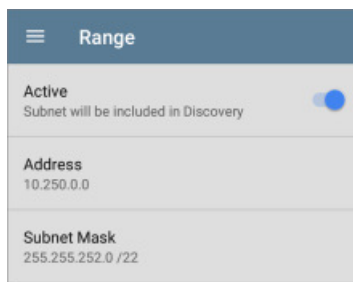 Range
Active
Subnet will be included in Discovery
Address
10.250.0.0
Subnet Mask
255.255.252.0 /22